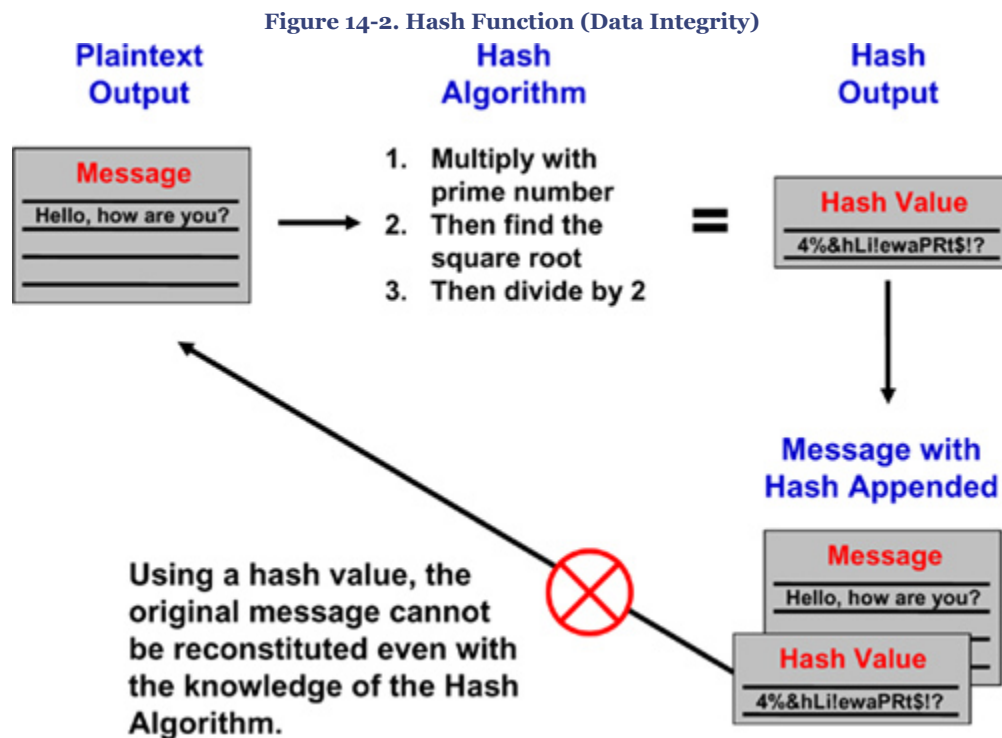 Figure 14-2. Hash Function (Data Integrity)
Plaintext
Output
Hash
Algorithm
Hash
Output
Message
Hello, how are you?
1. Multiply with
prime number
2. Then find the
square root
3. Then divide by 2
=
Hash Value
4%&hLi!ewaPRt$!?
Message with
Hash Appended
Message
Hello, how are you?
Hash Value
4%&hLi!ewaPRt$!?
Using a hash value, the
original message cannot
be reconstituted even with
the knowledge of the Hash
Algorithm.